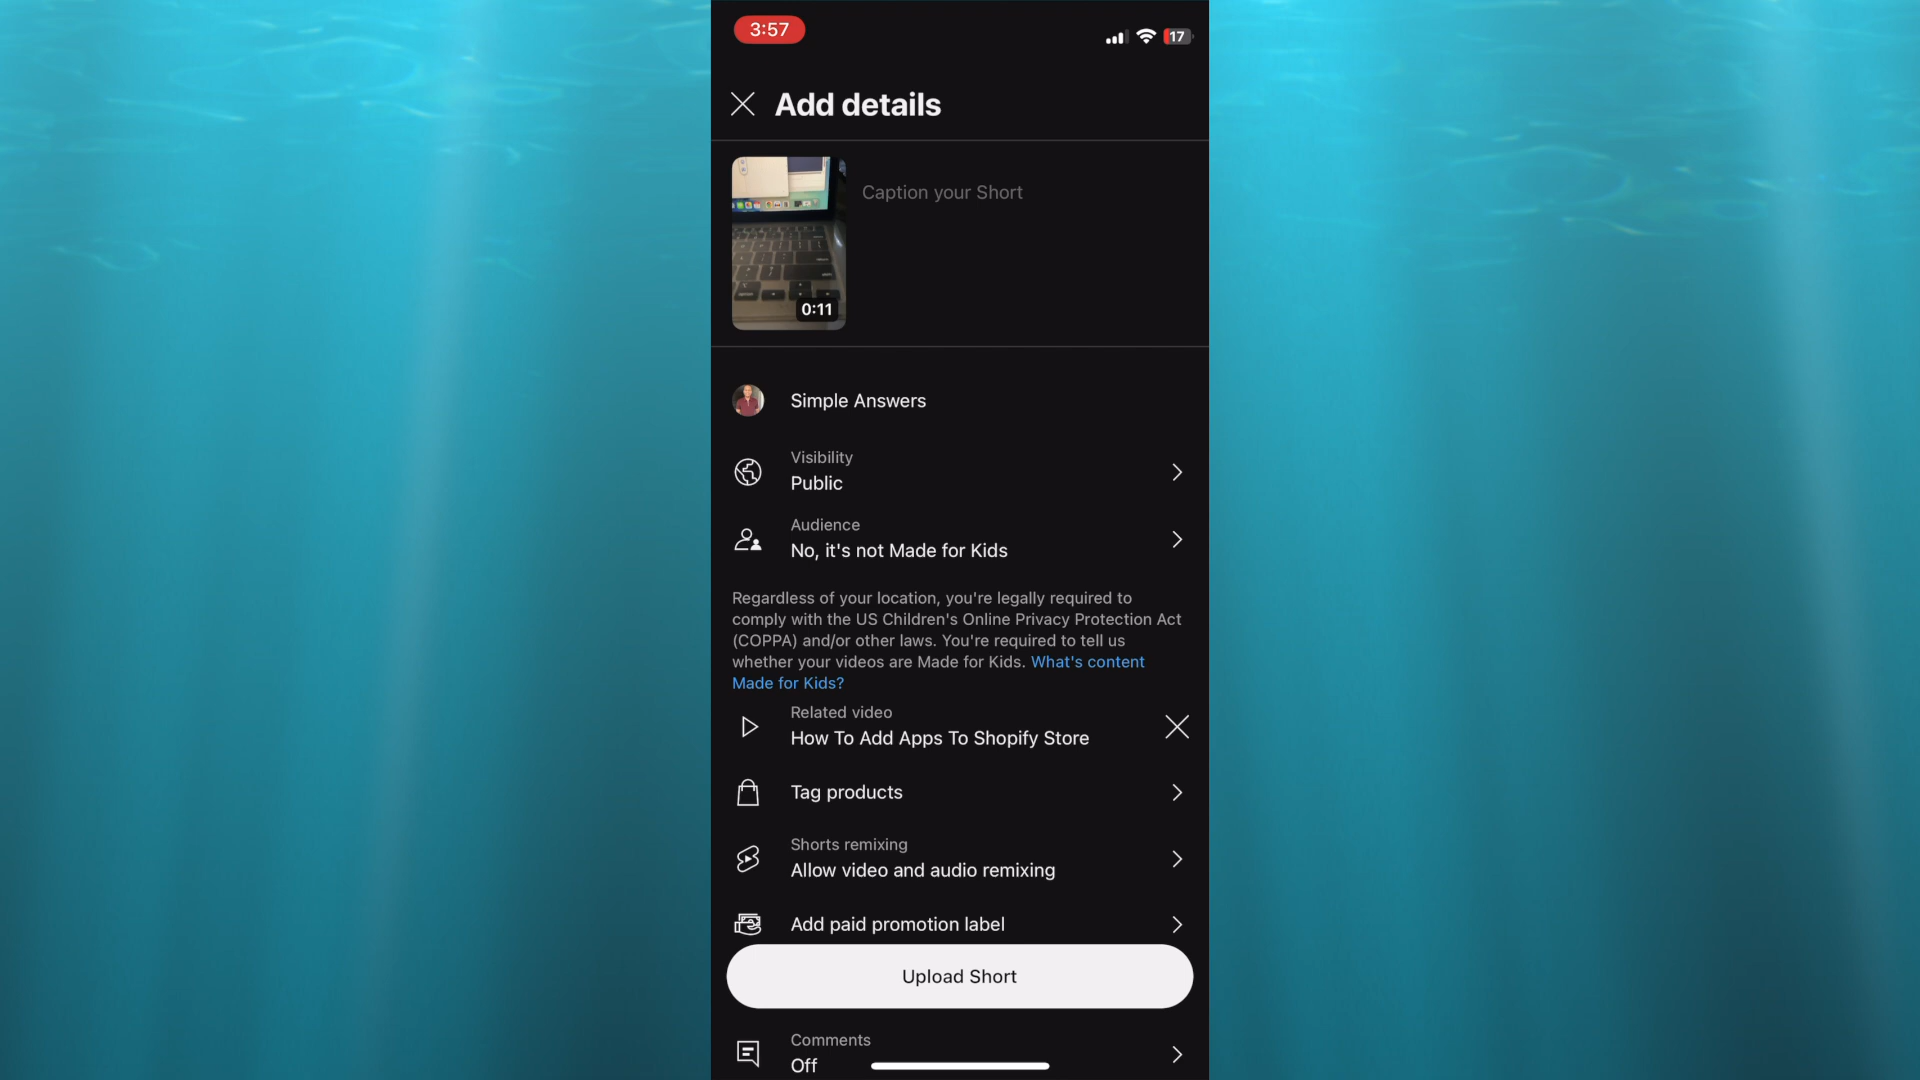 3:57
17
Add details
Caption your Short
0:11
Simple Answers
Visibility
Public
Audience
No, it's not Made for Kids
Regardless of your location, you're legally required to
comply with the US Children's Online Privacy Protection Act
(COPPA) and/or other laws. You're required to tell us
whether your videos are Made for Kids. What's content
Made for Kids?
Related video
How To Add Apps To Shopify Store
Tag products
Shorts remixing
Allow video and audio remixing
Add paid promotion label
Upload Short
Comments
Off